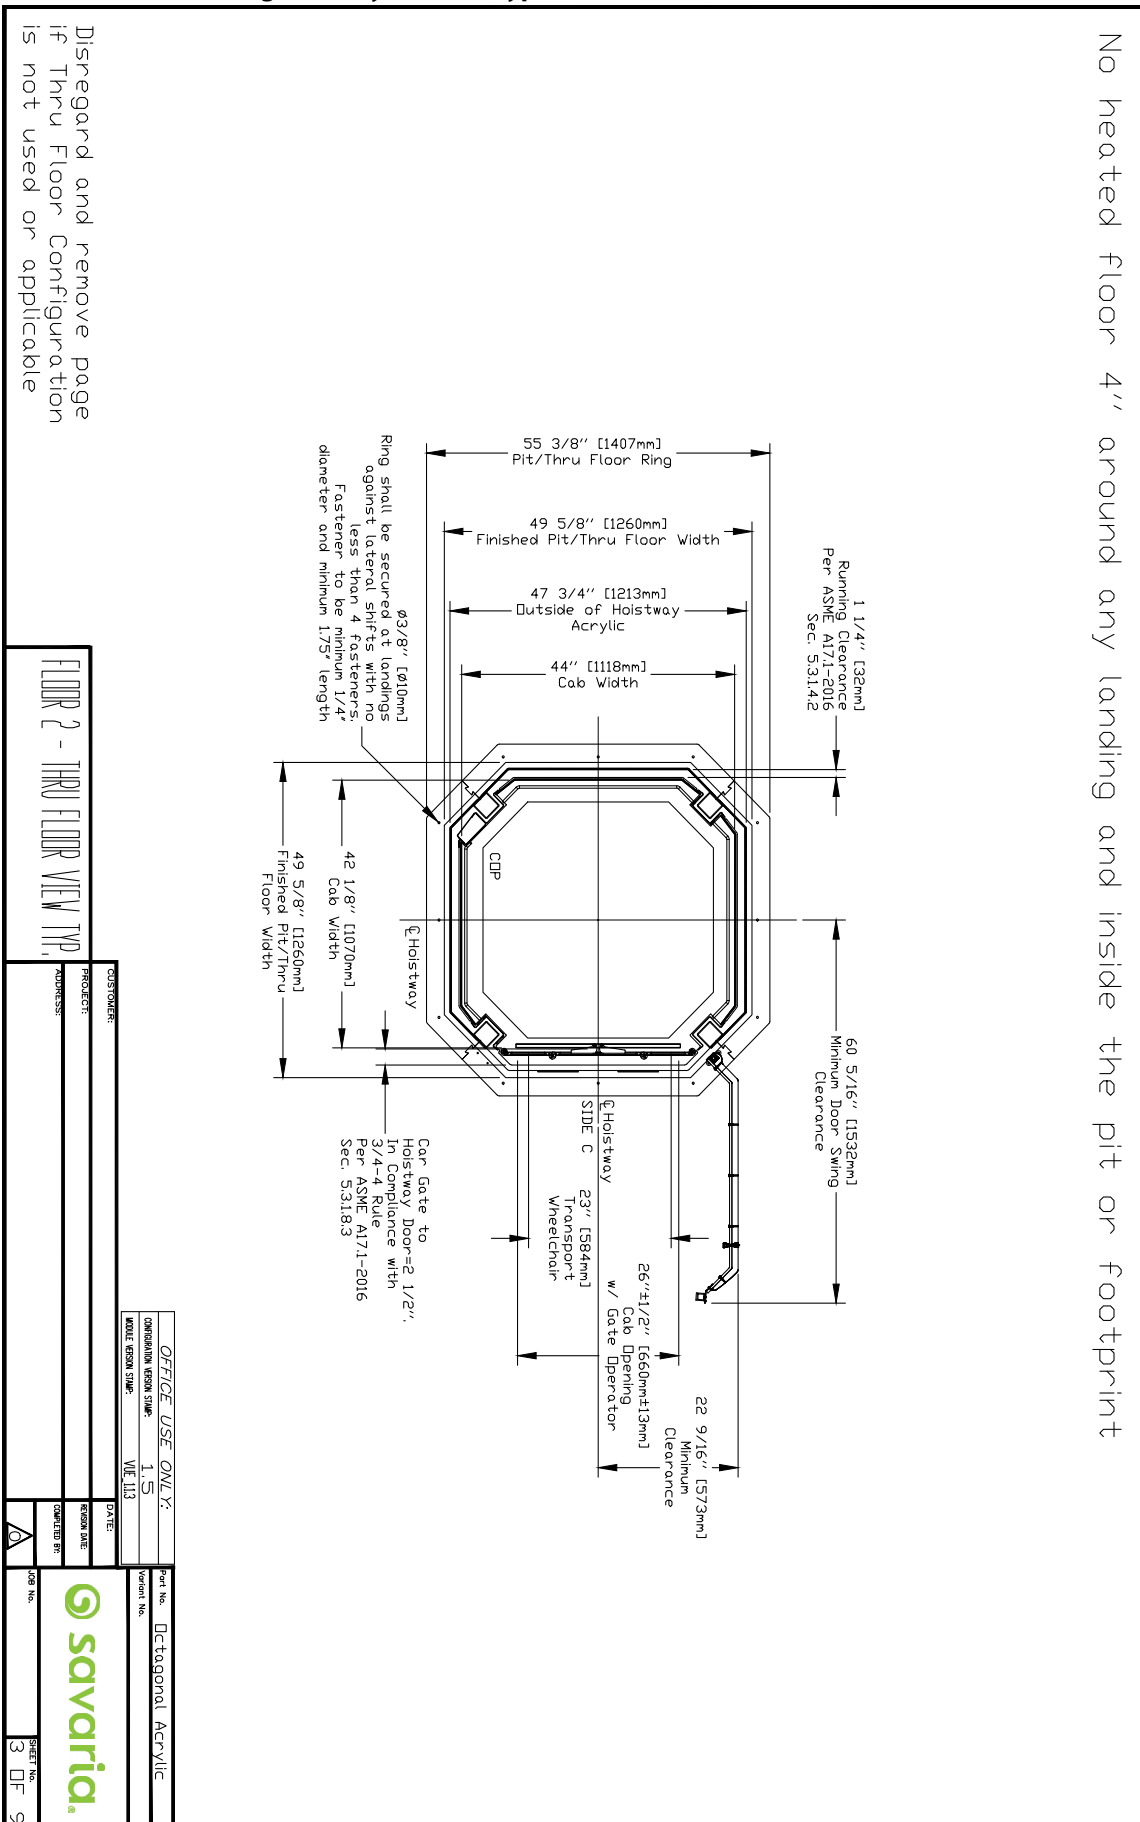 No heated floor 4'' around any landing and inside the pit or footprint
1 1/4'' [32mm]
Running Clearance
Per ASME A17.1-2016
Sec. 5.3.1.4.2
60 5/16'' [1532mm]
Minimum Door Swing
Clearance
55 3/8'' [1407mm]
Pit/Thru Floor Ring
49 5/8'' [1260mm]
Finished Pit/Thru Floor Width
47 3/4'' [1213mm]
Outside of Hoistway
Acrylic
44'' [1118mm]
Cab Width
22 9/16'' [573mm]
Minimum
Clearance
26''±1/2'' [660mm±13mm]
Cab Opening
w/ Gate Operator
23'' [584mm]
Transport
Wheelchair
℄ Hoistway
SIDE C
COP
℄ Hoistway
Ø3/8'' [Ø10mm]
Ring shall be secured at landings
against lateral shifts with no
less than 4 fasteners.
Fastener to be minimum 1/4"
diameter and minimum 1.75" length
42 1/8'' [1070mm]
Cab Width
49 5/8'' [1260mm]
Finished Pit/Thru
Floor Width
Car Gate to
Hoistway Door=2 1/2'',
In Compliance with
3/4-4 Rule
Per ASME A17.1-2016
Sec. 5.3.1.8.3
Disregard and remove page
if Thru Floor Configuration
is not used or applicable
FLOOR 2 - THRU FLOOR VIEW TYP.
CUSTOMER:
PROJECT:
ADDRESS:
OFFICE USE ONLY:
CONFIGURATION VERSION STAMP: 1.5
MODULE VERSION STAMP: VUE_1.1.3
DATE:
REVISION DATE:
COMPLETED BY:
0
Part No. Octagonal Acrylic
Variant No.
savaria.
JOB No.
SHEET No.
3 OF 9